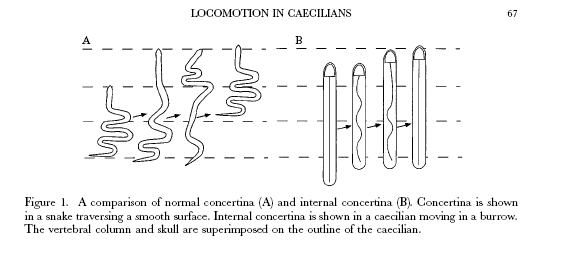 LOCOMOTION IN CAECILIANS 67
A B
Figure 1. A comparison of normal concertina (A) and internal concertina (B). Concertina is shown
in a snake traversing a smooth surface. Internal concertina is shown in a caecilian moving in a burrow.
The vertebral column and skull are superimposed on the outline of the caecilian.